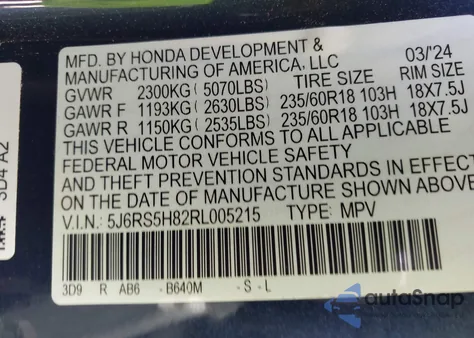 MFD. BY HONDA DEVELOPMENT &
MANUFACTURING OF AMERICA, LLC 03/'24
GVWR 2300KG ( 5070LBS) TIRE SIZE RIM SIZE
GAWR F 1193KG ( 2630LBS) 235/60R18 103H 18X7.5J
GAWR R 1150KG ( 2535LBS) 235/60R18 103H 18X7.5J
THIS VEHICLE CONFORMS TO ALL APPLICABLE
FEDERAL MOTOR VEHICLE SAFETY
AND THEFT PREVENTION STANDARDS IN EFFECT
ON THE DATE OF MANUFACTURE SHOWN ABOVE
V.I.N: 5J6RS5H82RL005215 TYPE: MPV
3D9 R AB6 -B640M -S-L
3D4 A2
autoSnap